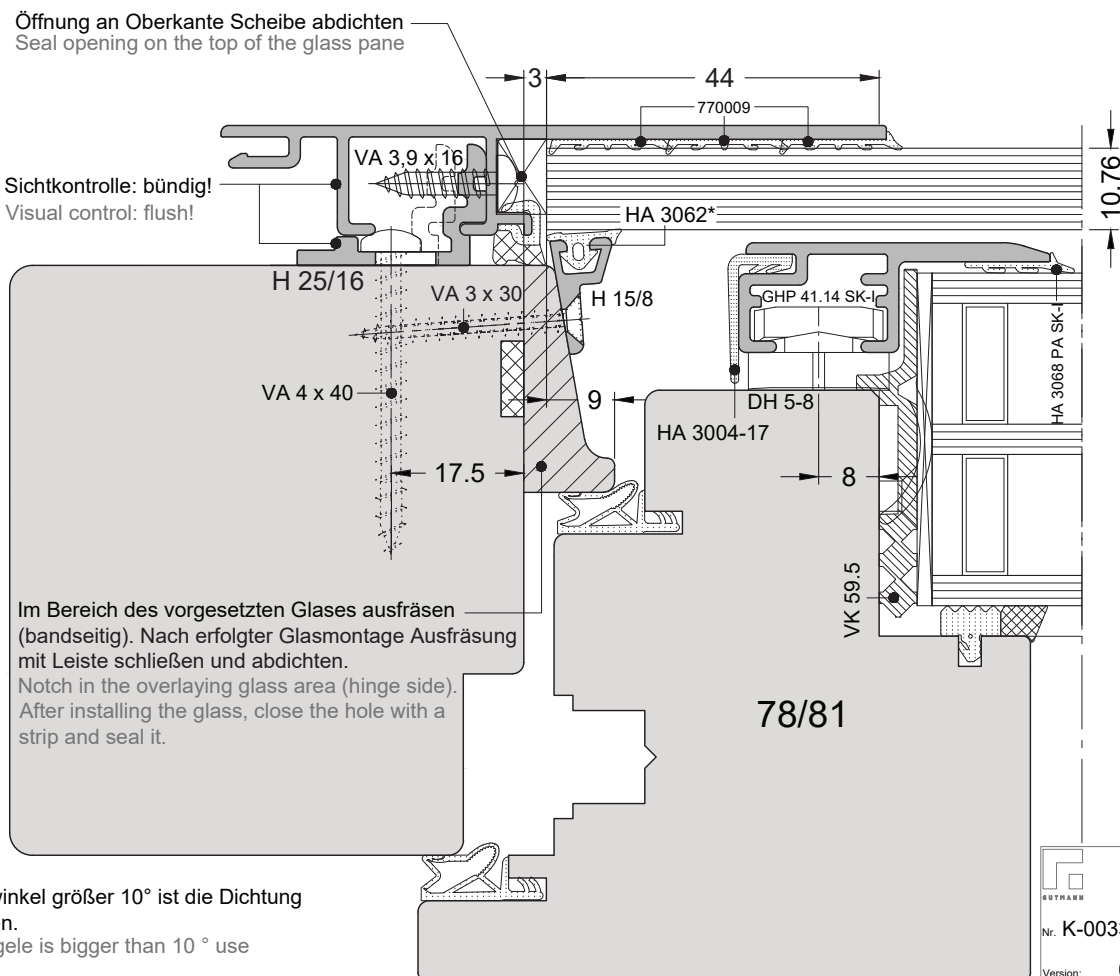 Öffnung an Oberkante Scheibe abdichten
Seal opening on the top of the glass pane
3
44
770009
VA 3,9 x 16
10,76
Sichtkontrolle: bündig!
Visual control: flush!
HA 3062*
H 25/16
VA 3 x 30
H 15/8
GHP 41.14 SK-I
HA 3068 PA SK-I
VA 4 x 40
9
DH 5-8
HA 3004-17
17.5
8
VK 59.5
Im Bereich des vorgesetzten Glases ausfräsen
(bandseitig). Nach erfolgter Glasmontage Ausfräsung
mit Leiste schließen und abdichten.
Notch in the overlaying glass area (hinge side).
After installing the glass, close the hole with a
strip and seal it.
78/81
größer 10° ist die Dichtung
is bigger than 10 ° use
GUTMANN
Nr.
Version: